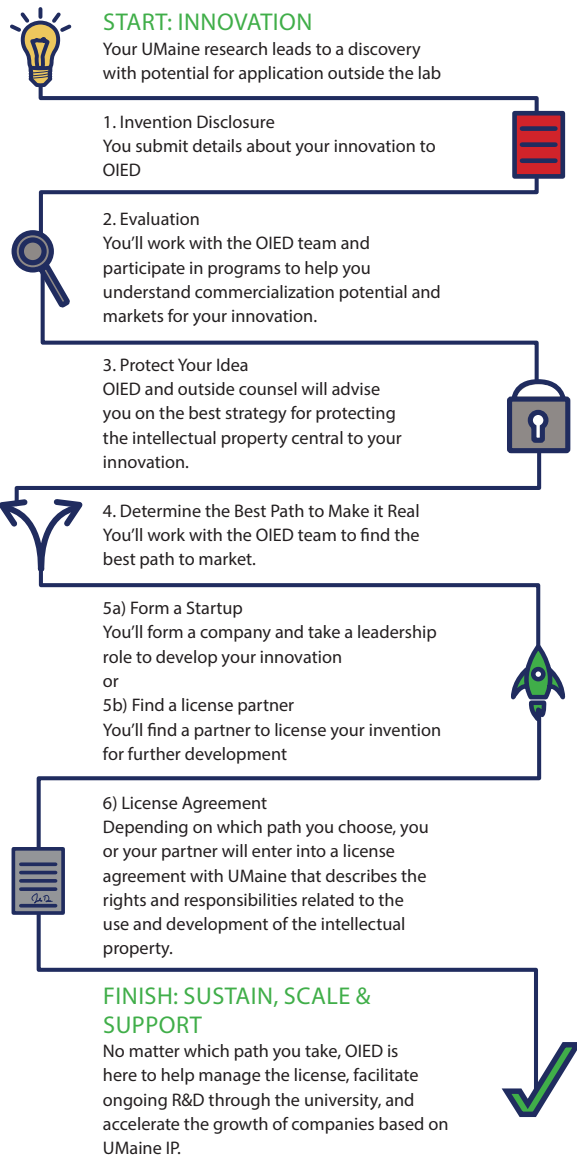 START: INNOVATION
Your UMaine research leads to a discovery
with potential for application outside the lab
1. Invention Disclosure
You submit details about your innovation to
OIED
2. Evaluation
You'll work with the OIED team and
participate in programs to help you
understand commercialization potential and
markets for your innovation.
3. Protect Your Idea
OIED and outside counsel will advise
you on the best strategy for protecting
the intellectual property central to your
innovation.
4. Determine the Best Path to Make it Real
You'll work with the OIED team to find the
best path to market.
5a) Form a Startup
You'll form a company and take a leadership
role to develop your innovation
or
5b) Find a license partner
You'll find a partner to license your invention
for further development
6) License Agreement
Depending on which path you choose, you
or your partner will enter into a license
agreement with UMaine that describes the
rights and responsibilities related to the
use and development of the intellectual
property.
FINISH: SUSTAIN, SCALE &
SUPPORT
No matter which path you take, OIED is
here to help manage the license, facilitate
ongoing R&D through the university, and
accelerate the growth of companies based on
UMaine IP.